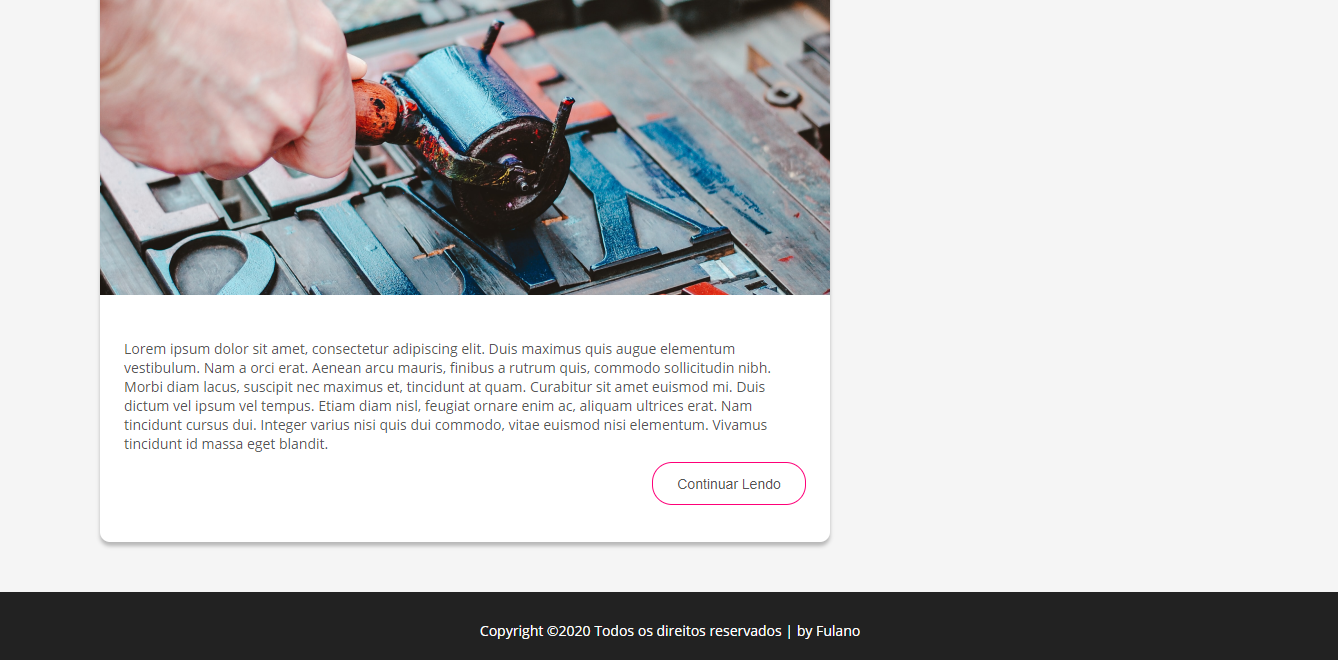 Lorem ipsum dolor sit amet, consectetur adipiscing elit. Duis maximus quis augue elementum
vestibulum. Nam a orci erat. Aenean arcu mauris, finibus a rutrum quis, commodo sollicitudin nibh.
Morbi diam lacus, suscipit nec maximus et, tincidunt at quam. Curabitur sit amet euismod mi. Duis
dictum vel ipsum vel tempus. Etiam diam nisl, feugiat ornare enim ac, aliquam ultrices erat. Nam
tincidunt cursus dui. Integer varius nisi quis dui commodo, vitae euismod nisi elementum. Vivamus
tincidunt id massa eget blandit.
Continuar Lendo
Copyright ©2020 Todos os direitos reservados | by Fulano